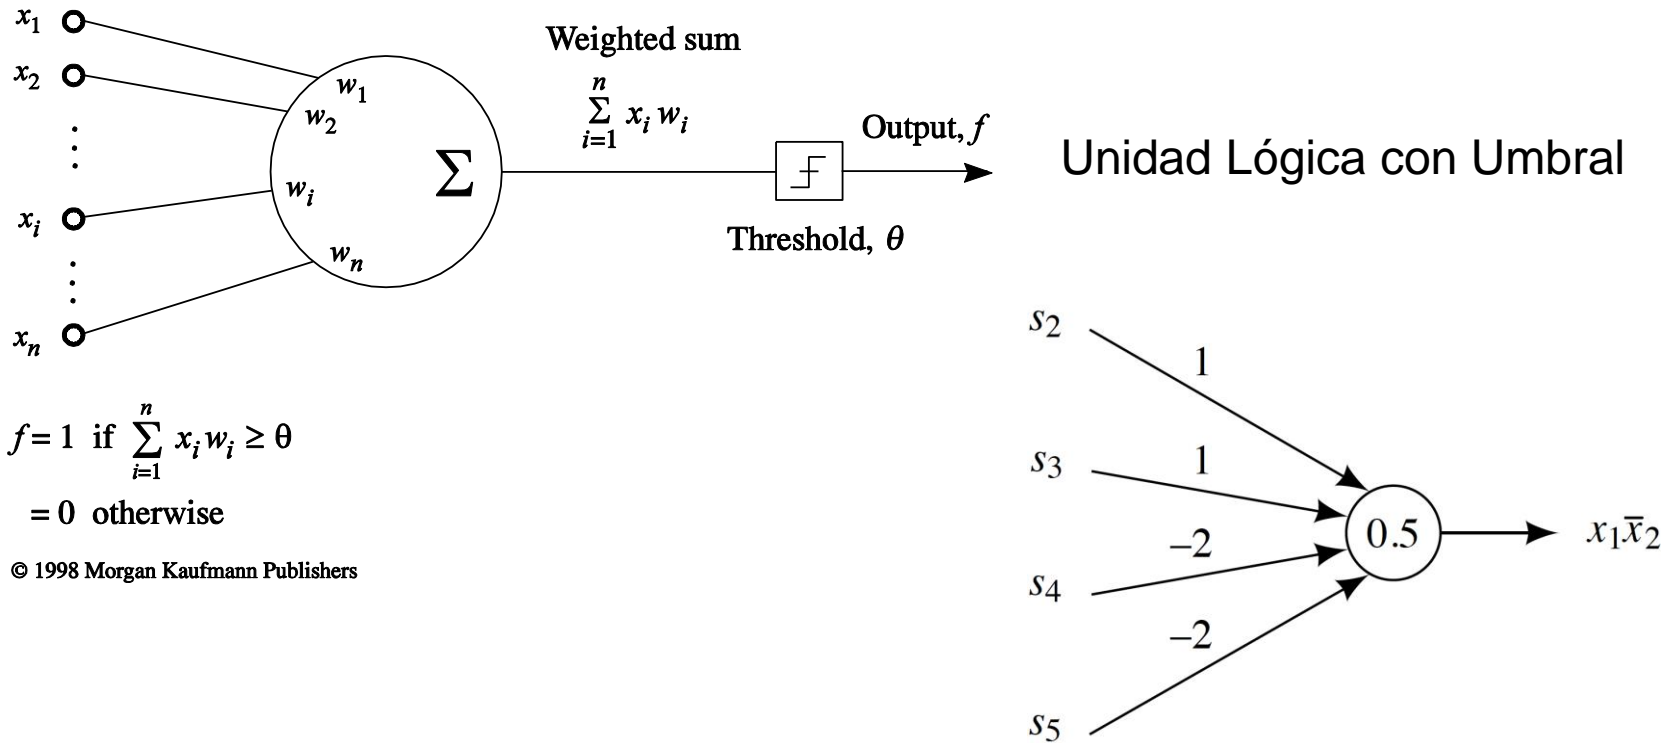 x₁
x₂
xᵢ
xₙ
w₁
w₂
wᵢ
wₙ
Σ
Weighted sum
n
Σ xᵢ wᵢ
i=1
Output, f
Threshold, θ
f = 1 if Σ xᵢ wᵢ ≥ θ
n
i=1
= 0 otherwise
© 1998 Morgan Kaufmann Publishers
Unidad Lógica con Umbral
s₂
1
s₃
1
s₄
–2
s₅
–2
0.5
x₁x̅₂